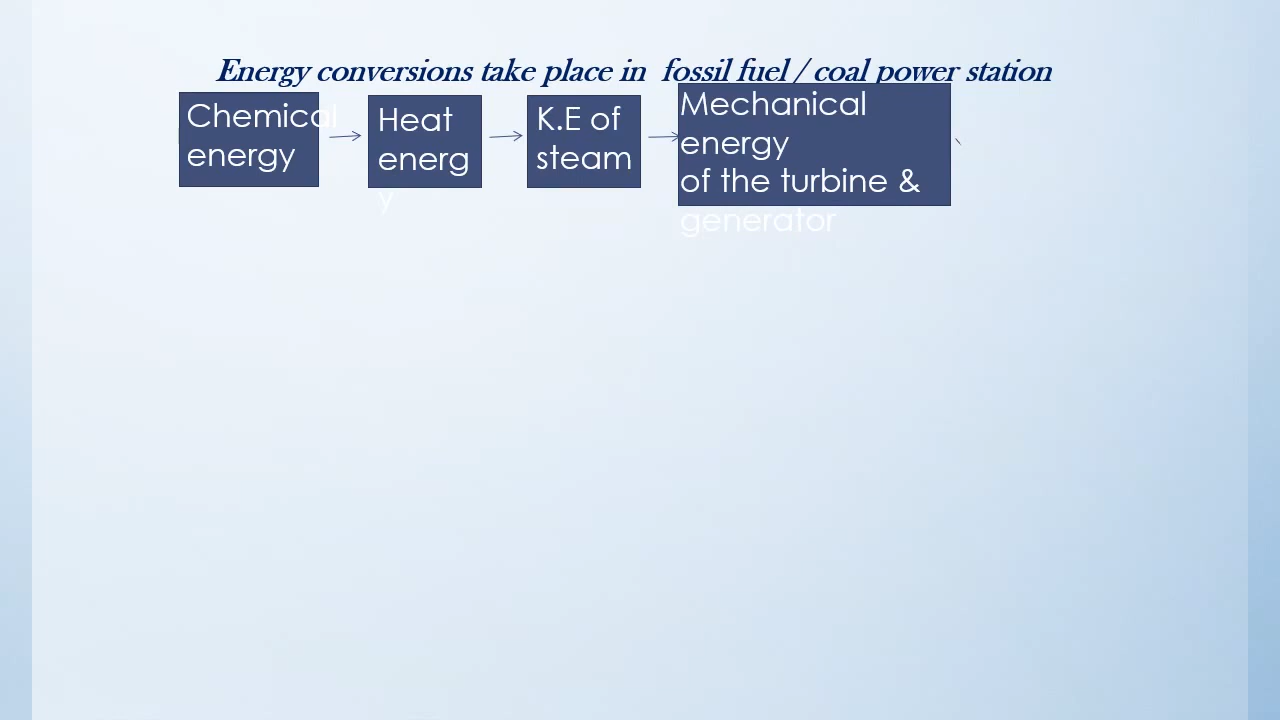 Energy conversions take place in fossil fuel / coal power station
Chemical
energy
Heat
energ
y
K.E of
steam
Mechanical
energy
of the turbine &
generator